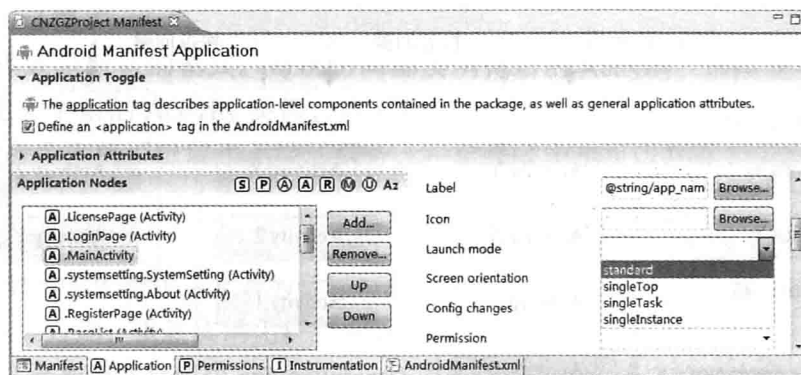 CNZGZProject Manifest
Android Manifest Application
Application Toggle
The application tag describes application-level components contained in the package, as well as general application attributes.
Define an <application> tag in the AndroidManifest.xml
Application Attributes
Application Nodes
S P A A R M U Az
.LicensePage (Activity)
.LoginPage (Activity)
.MainActivity
.systemsetting.SystemSetting (Activity)
.systemsetting.About (Activity)
.RegisterPage (Activity)
Add...
Remove...
Up
Down
Label
@string/app_nam
Browse...
Icon
Browse...
Launch mode
standard
singleTop
singleTask
singleInstance
Screen orientation
Config changes
Permission
Manifest
A Application
P Permissions
I Instrumentation
AndroidManifest.xml